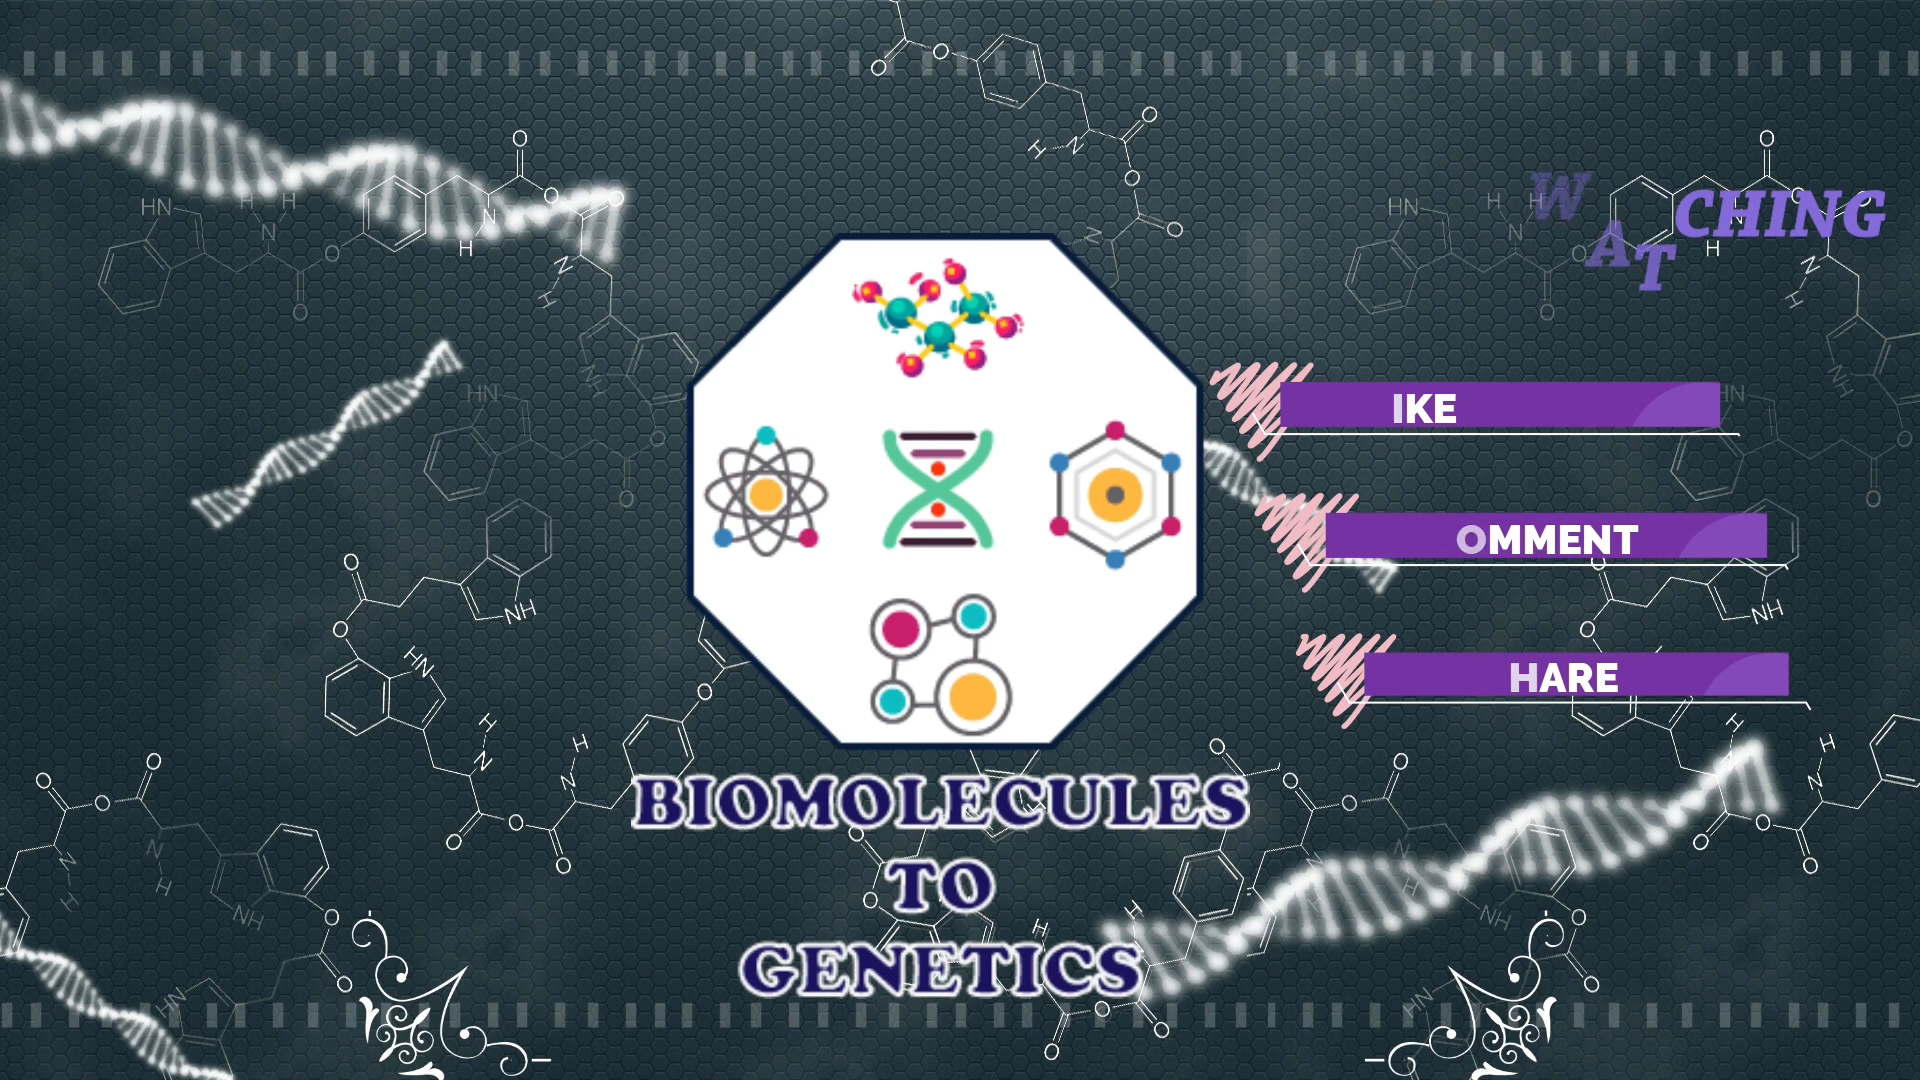 WATCHING
IKE
OMMENT
HARE
BIOMOLECULES
TO
GENETICS